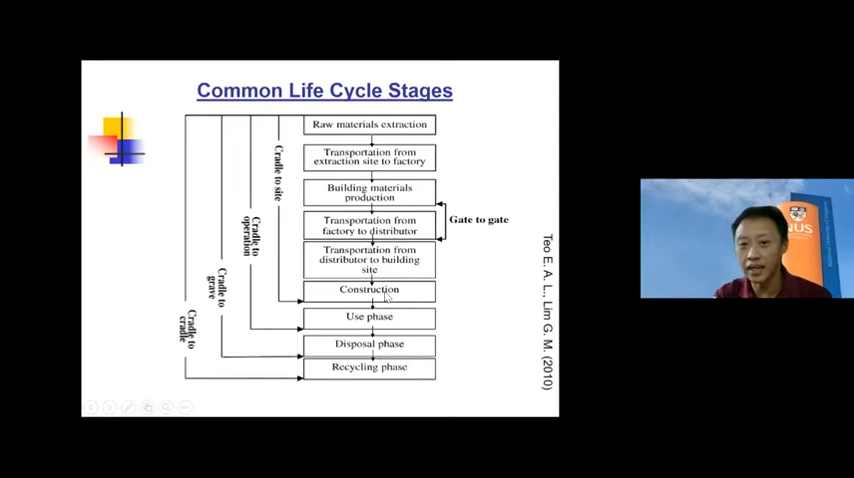 Common Life Cycle Stages
Raw materials extraction
Transportation from
extraction site to factory
Building materials
production
Transportation from
factory to distributor
Transportation from
distributor to building
site
Construction
Use phase
Disposal phase
Recycling phase
Cradle to site
Cradle to
operation
Cradle to
grave
Cradle to
cradle
Gate to gate
Teo E. A. L., Lim G. M. (2010)
NUS